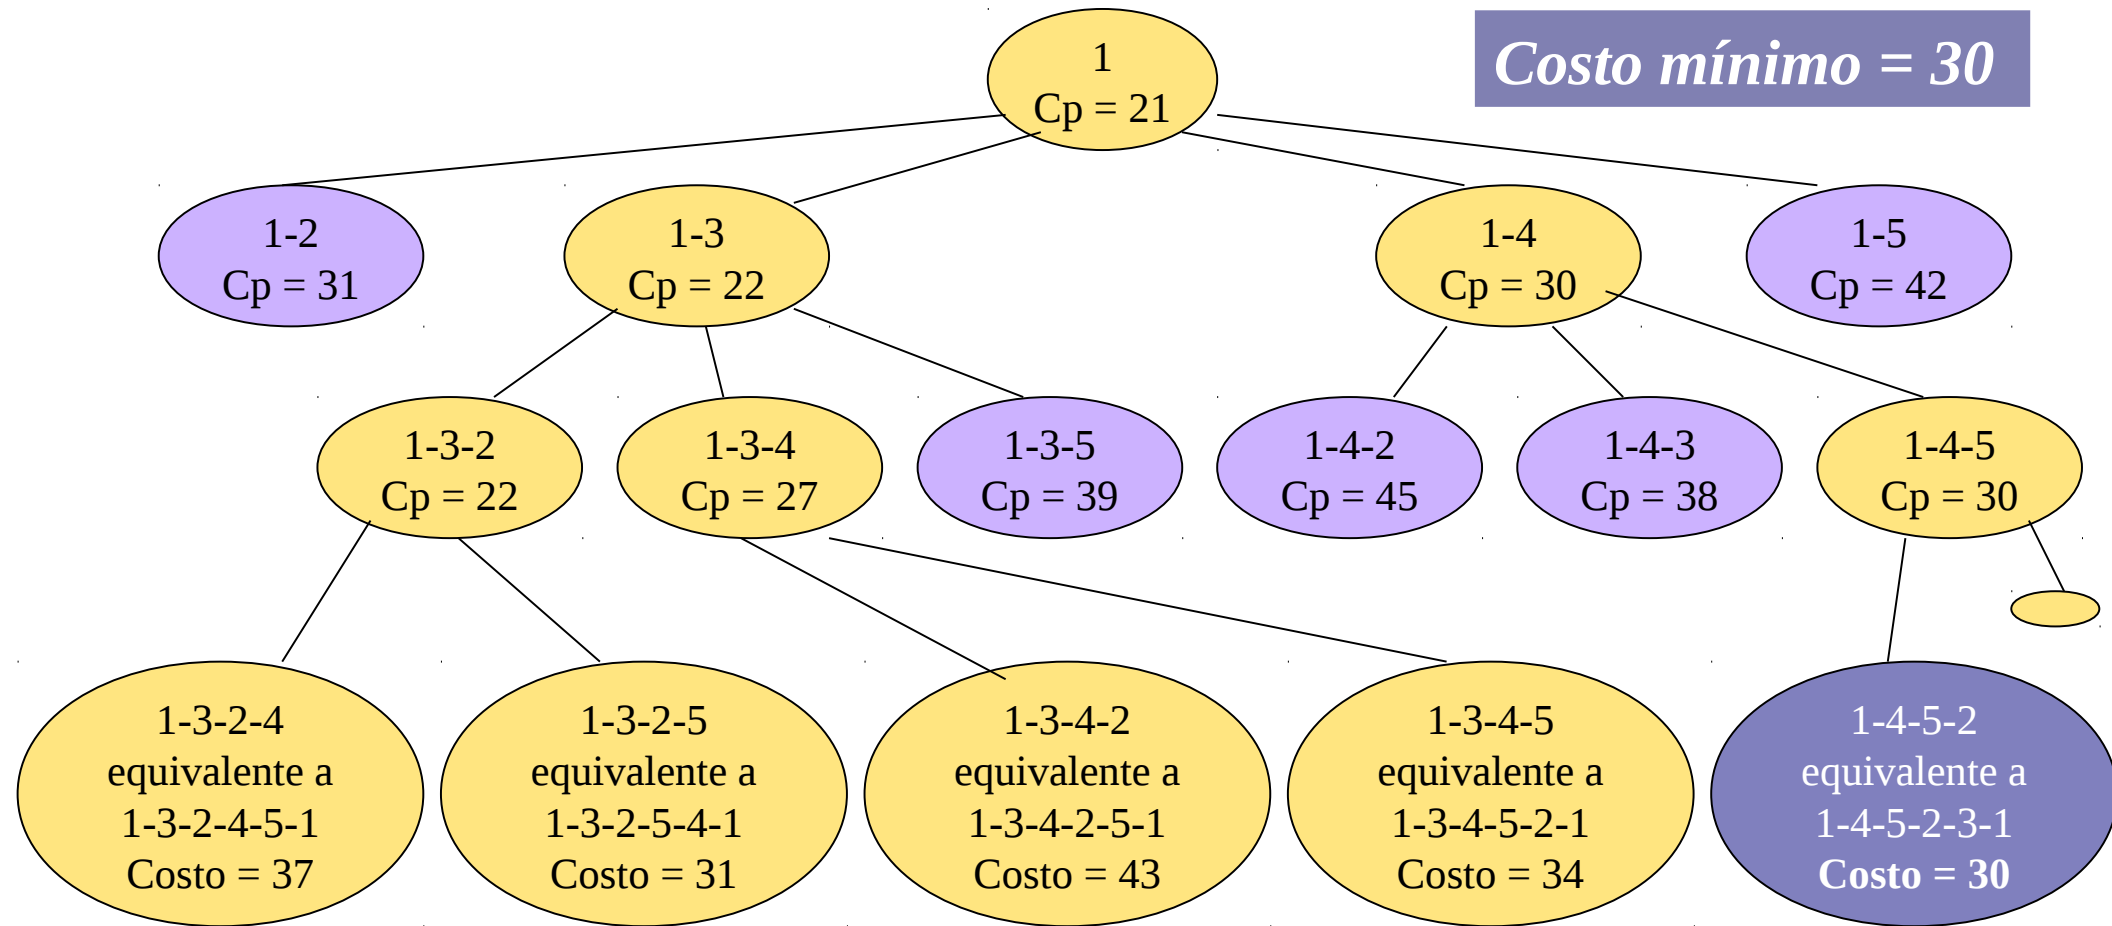 1
Cp = 21
Costo mínimo = 30
1-2
Cp = 31
1-3
Cp = 22
1-4
Cp = 30
1-5
Cp = 42
1-3-2
Cp = 22
1-3-4
Cp = 27
1-3-5
Cp = 39
1-4-2
Cp = 45
1-4-3
Cp = 38
1-4-5
Cp = 30
1-3-2-4
equivalente a
1-3-2-4-5-1
Costo = 37
1-3-2-5
equivalente a
1-3-2-5-4-1
Costo = 31
1-3-4-2
equivalente a
1-3-4-2-5-1
Costo = 43
1-3-4-5
equivalente a
1-3-4-5-2-1
Costo = 34
1-4-5-2
equivalente a
1-4-5-2-3-1
Costo = 30